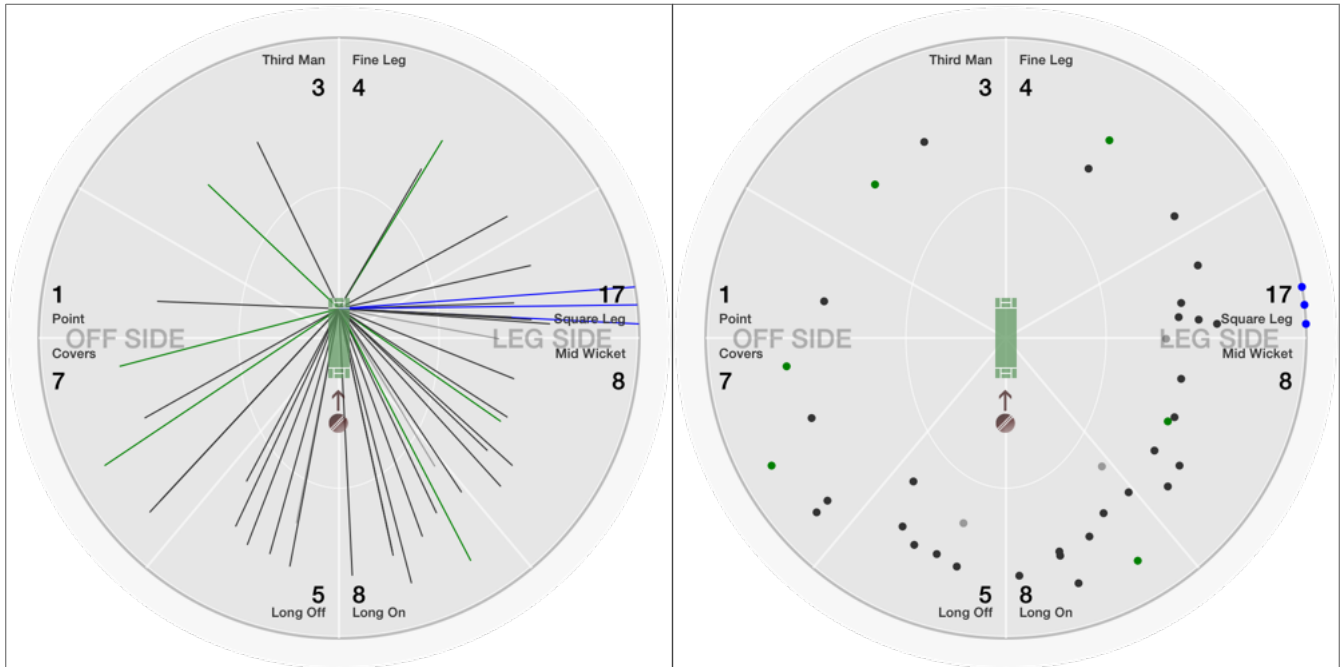 Third Man Fine Leg
3 4
1 17
Point Square Leg
OFF SIDE LEG SIDE
Covers Mid Wicket
7 8
5 8
Long Off Long On
Third Man Fine Leg
3 4
1 17
Point Square Leg
OFF SIDE LEG SIDE
Covers Mid Wicket
7 8
5 8
Long Off Long On